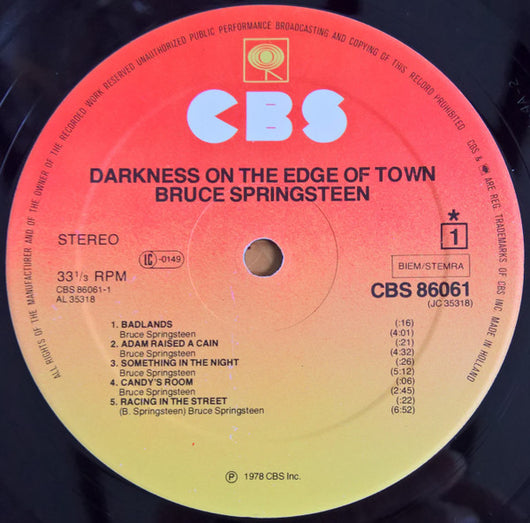 ALL RIGHTS OF THE MANUFACTURER AND OF THE OWNER OF THE RECORDED WORK RESERVED UNAUTHORIZED PUBLIC PERFORMANCE BROADCASTING AND COPYING OF THIS RECORD PROHIBITED CBS & ARE REG. TRADEMARKS OF CBS INC. MADE IN HOLLAND
CBS
DARKNESS ON THE EDGE OF TOWN
BRUCE SPRINGSTEEN
STEREO LC -0149 * 1
33 1/3 RPM BIEM/STEMRA
CBS 86061-1 CBS 86061
AL 35318 (JC 35318)
1. BADLANDS (:16)
Bruce Springsteen (4:01)
2. ADAM RAISED A CAIN (:21)
Bruce Springsteen (4:32)
3. SOMETHING IN THE NIGHT (:26)
Bruce Springsteen (5:12)
4. CANDY'S ROOM (:06)
Bruce Springsteen (2:45)
5. RACING IN THE STREET (:22)
(B. Springsteen) Bruce Springsteen (6:52)
℗ 1978 CBS Inc.